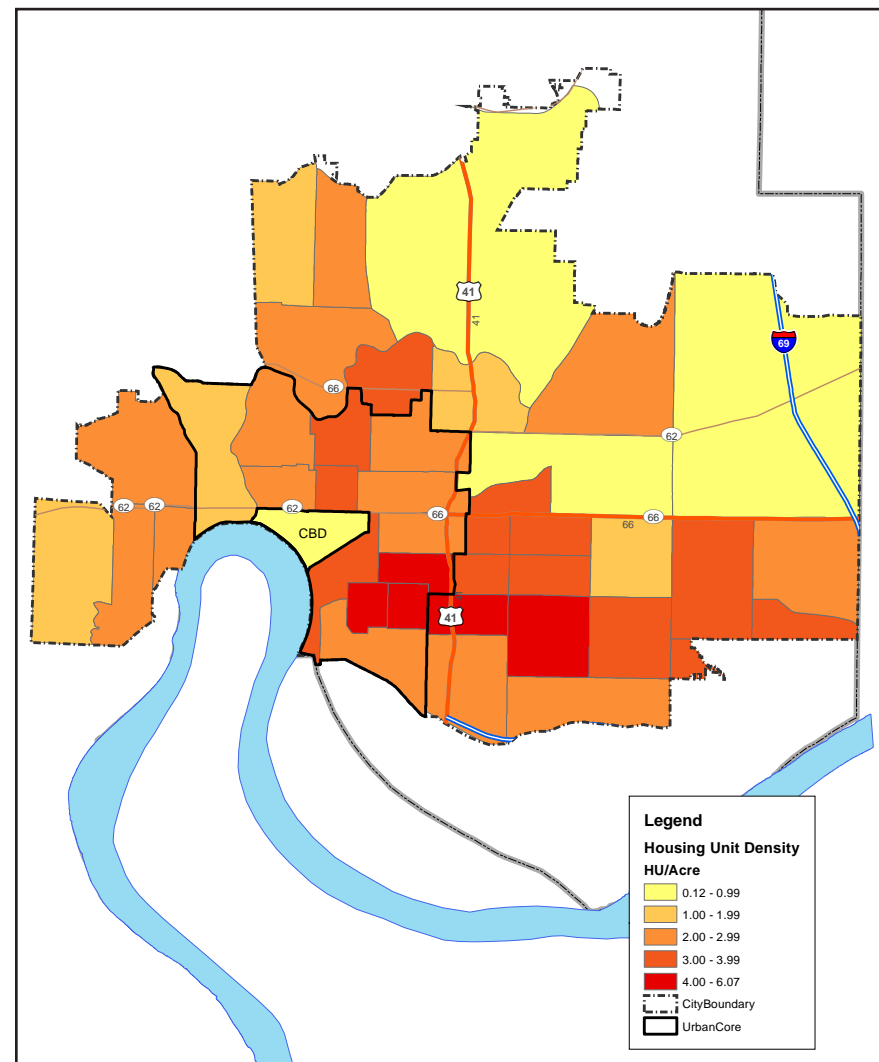 41
41
69
66
62
62
62
62
66
66
66
CBD
41
Legend
Housing Unit Density
HU/Acre
0.12 - 0.99
1.00 - 1.99
2.00 - 2.99
3.00 - 3.99
4.00 - 6.07
CityBoundary
UrbanCore